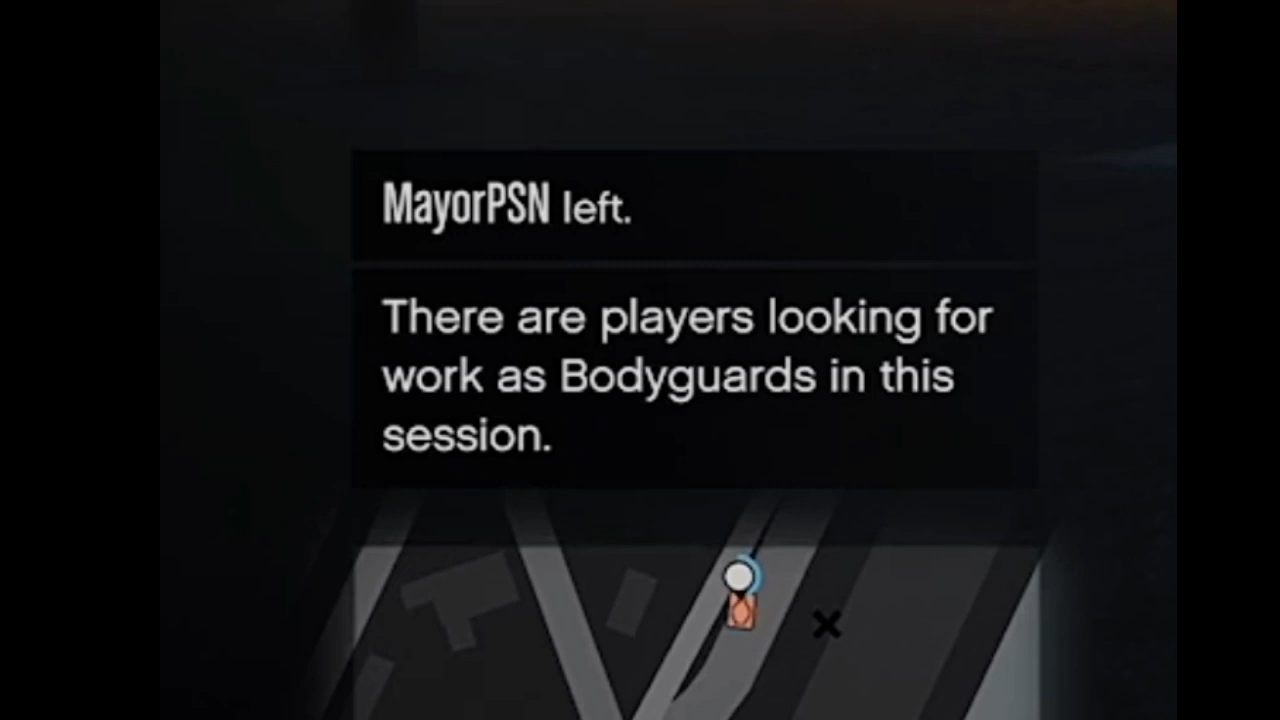 MayorPSN left.
There are players looking for
work as Bodyguards in this
session.